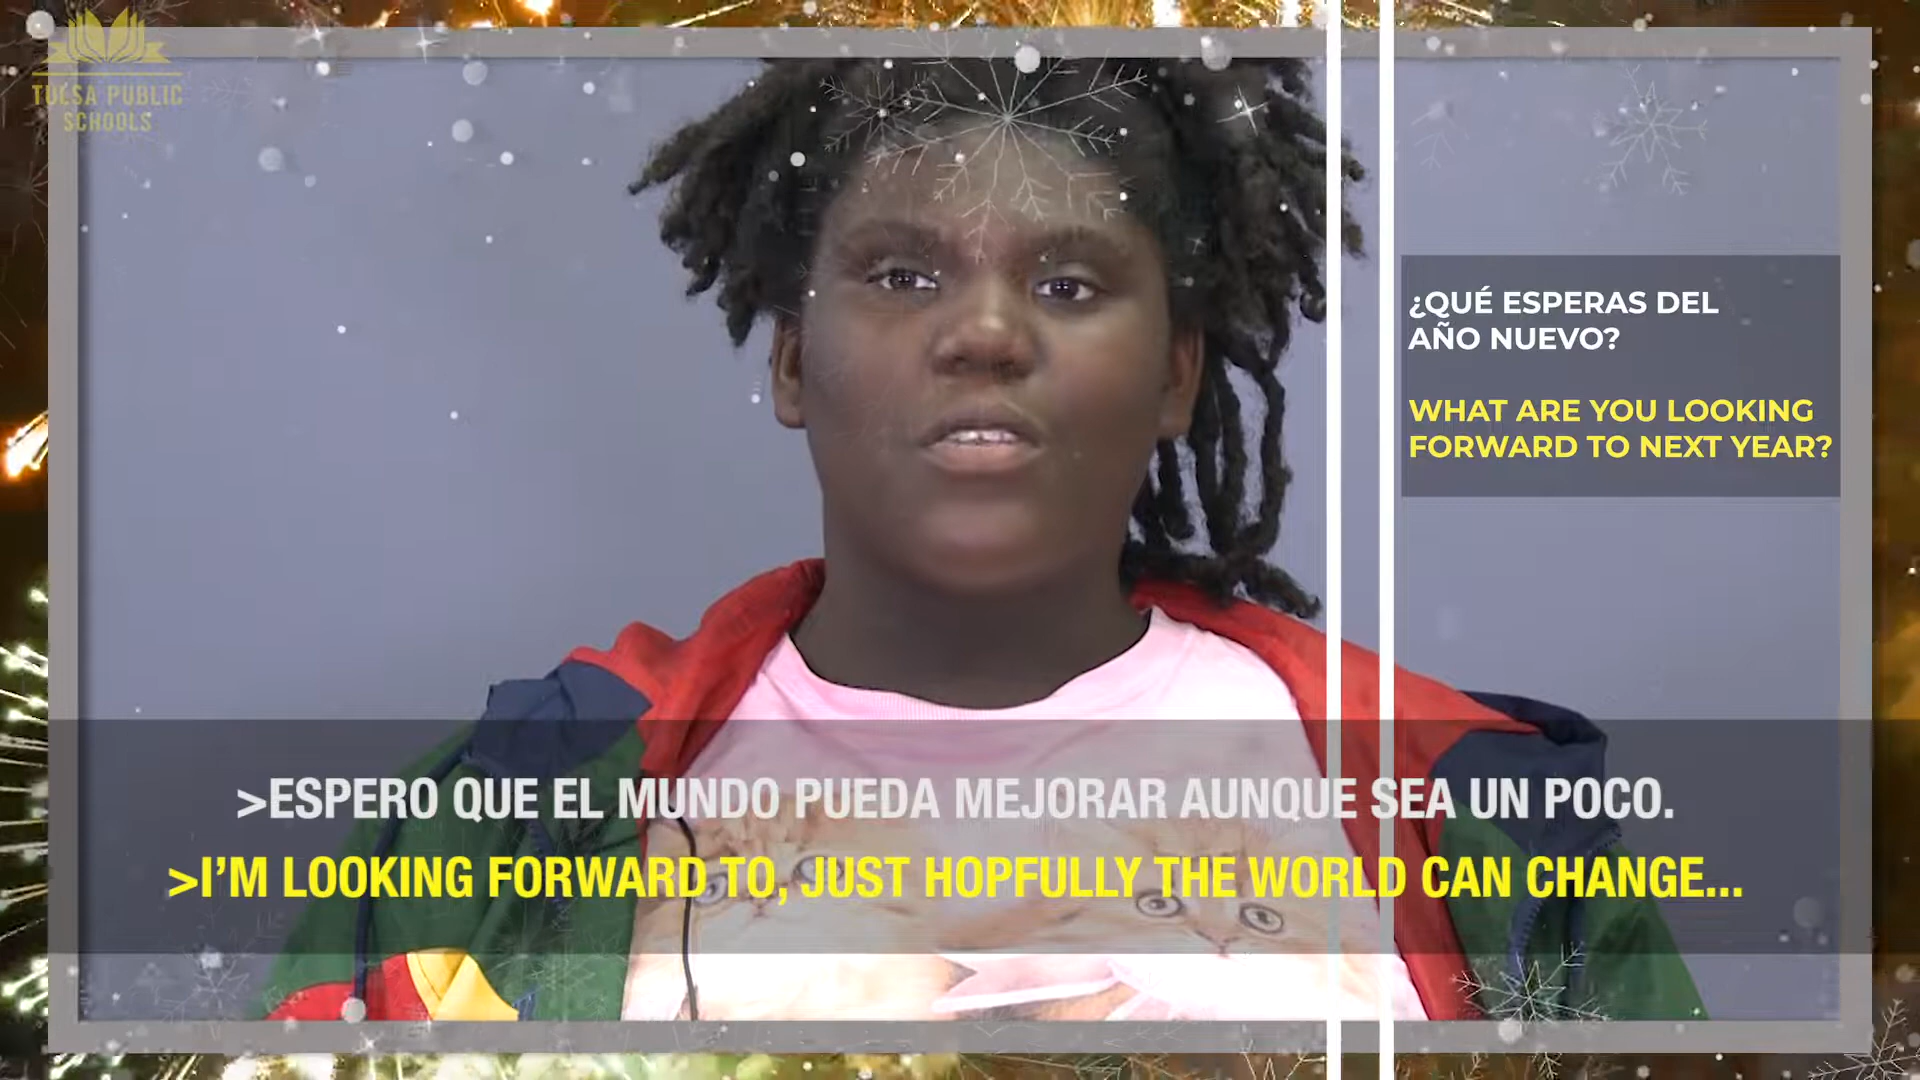 TULSA PUBLIC
SCHOOLS
¿QUÉ ESPERAS DEL
AÑO NUEVO?
WHAT ARE YOU LOOKING
FORWARD TO NEXT YEAR?
>ESPERO QUE EL MUNDO PUEDA MEJORAR AUNQUE SEA UN POCO.
>I'M LOOKING FORWARD TO, JUST HOPFULLY THE WORLD CAN CHANGE...